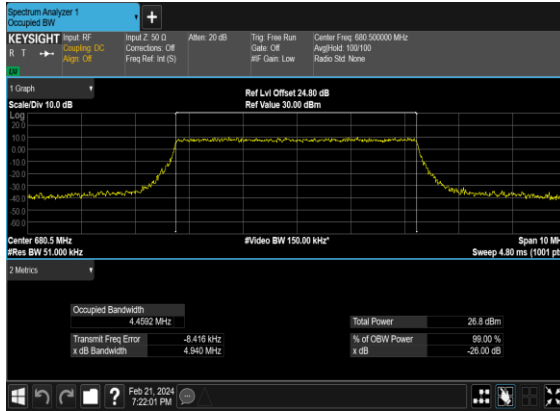 Spectrum Analyzer 1
Occupied BW
+
KEYSIGHT Input: RF Input Z: 50 Ω Atten: 20 dB Trig: Free Run Center Freq: 680.500000 MHz
R T Coupling: DC Corrections: Off Gate: Off Avg|Hold: 100/100
Align: Off Freq Ref: Int (S) #IF Gain: Low Radio Std: None
LXI
1 Graph
Ref Lvl Offset 24.80 dB
Scale/Div 10.0 dB Ref Value 30.00 dBm
Log
20.0
10.0
0.00
-10.0
-20.0
-30.0
-40.0
-50.0
-60.0
Center 680.5 MHz #Video BW 150.00 kHz* Span 10 MH
#Res BW 51.000 kHz Sweep 4.80 ms (1001 pt
2 Metrics
Occupied Bandwidth
4.4592 MHz Total Power 26.8 dBm
Transmit Freq Error -8.416 kHz % of OBW Power 99.00 %
x dB Bandwidth 4.940 MHz x dB -26.00 dB
? Feb 21, 2024
7:22:01 PM